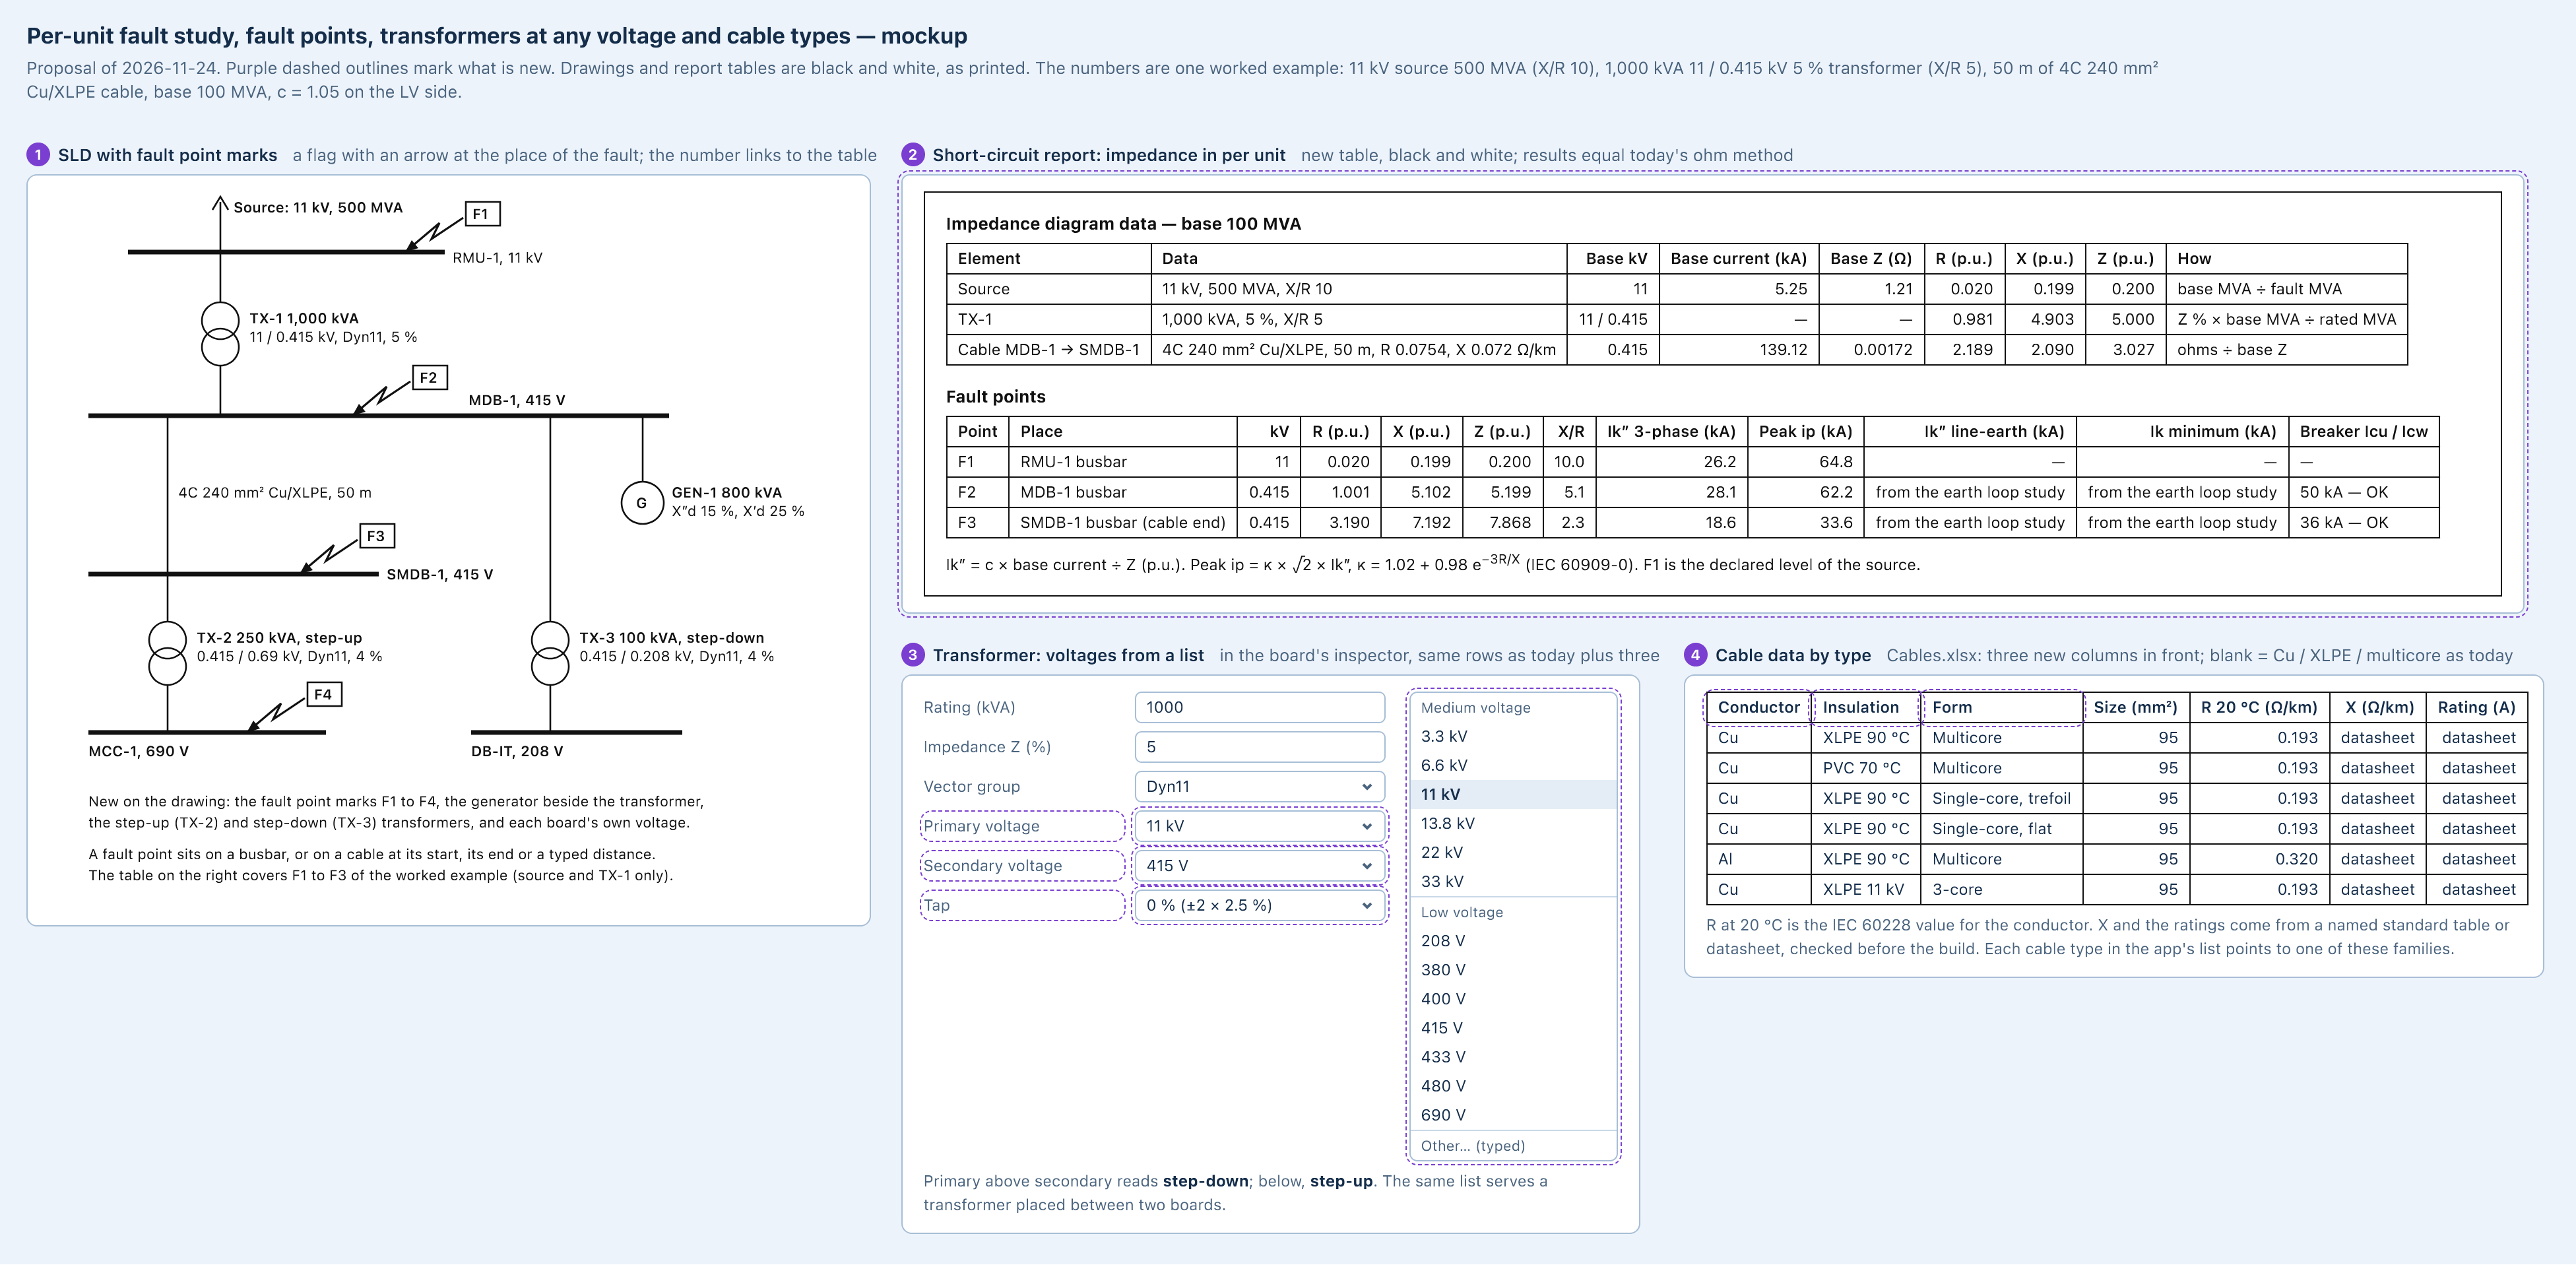 Per-unit fault study, fault points, transformers at any voltage and cable types — mockup
Proposal of 2026-11-24. Purple dashed outlines mark what is new. Drawings and report tables are black and white, as printed. The numbers are one worked example: 11 kV source 500 MVA (X/R 10), 1,000 kVA 11 / 0.415 kV 5 % transformer (X/R 5), 50 m of 4C 240 mm²
Cu/XLPE cable, base 100 MVA, c = 1.05 on the LV side.
1 SLD with fault point marks a flag with an arrow at the place of the fault; the number links to the table
Source: 11 kV, 500 MVA
F1
RMU-1, 11 kV
TX-1 1,000 kVA
11 / 0.415 kV, Dyn11, 5 %
F2
MDB-1, 415 V
4C 240 mm² Cu/XLPE, 50 m
G
GEN-1 800 kVA
X″d 15 %, X′d 25 %
F3
SMDB-1, 415 V
TX-2 250 kVA, step-up
0.415 / 0.69 kV, Dyn11, 4 %
TX-3 100 kVA, step-down
0.415 / 0.208 kV, Dyn11, 4 %
F4
MCC-1, 690 V
DB-IT, 208 V
New on the drawing: the fault point marks F1 to F4, the generator beside the transformer,
the step-up (TX-2) and step-down (TX-3) transformers, and each board's own voltage.
A fault point sits on a busbar, or on a cable at its start, its end or a typed distance.
The table on the right covers F1 to F3 of the worked example (source and TX-1 only).
2 Short-circuit report: impedance in per unit new table, black and white; results equal today's ohm method
Impedance diagram data — base 100 MVA
Element Data Base kV Base current (kA) Base Z (Ω) R (p.u.) X (p.u.) Z (p.u.) How
Source 11 kV, 500 MVA, X/R 10 11 5.25 1.21 0.020 0.199 0.200 base MVA ÷ fault MVA
TX-1 1,000 kVA, 5 %, X/R 5 11 / 0.415 — — 0.981 4.903 5.000 Z % × base MVA ÷ rated MVA
Cable MDB-1 → SMDB-1 4C 240 mm² Cu/XLPE, 50 m, R 0.0754, X 0.072 Ω/km 0.415 139.12 0.00172 2.189 2.090 3.027 ohms ÷ base Z
Fault points
Point Place kV R (p.u.) X (p.u.) Z (p.u.) X/R Ik″ 3-phase (kA) Peak ip (kA) Ik″ line-earth (kA) Ik minimum (kA) Breaker Icu / Icw
F1 RMU-1 busbar 11 0.020 0.199 0.200 10.0 26.2 64.8 — — —
F2 MDB-1 busbar 0.415 1.001 5.102 5.199 5.1 28.1 62.2 from the earth loop study from the earth loop study 50 kA — OK
F3 SMDB-1 busbar (cable end) 0.415 3.190 7.192 7.868 2.3 18.6 33.6 from the earth loop study from the earth loop study 36 kA — OK
Ik″ = c × base current ÷ Z (p.u.). Peak ip = κ × √2 × Ik″, κ = 1.02 + 0.98 e−3R/X (IEC 60909-0). F1 is the declared level of the source.
3 Transformer: voltages from a list in the board's inspector, same rows as today plus three
Rating (kVA) 1000
Impedance Z (%) 5
Vector group Dyn11
Primary voltage 11 kV
Secondary voltage 415 V
Tap 0 % (±2 × 2.5 %)
Medium voltage
3.3 kV
6.6 kV
11 kV
13.8 kV
22 kV
33 kV
Low voltage
208 V
380 V
400 V
415 V
433 V
480 V
690 V
Other… (typed)
Primary above secondary reads step-down; below, step-up. The same list serves a
transformer placed between two boards.
4 Cable data by type Cables.xlsx: three new columns in front; blank = Cu / XLPE / multicore as today
Conductor Insulation Form Size (mm²) R 20 °C (Ω/km) X (Ω/km) Rating (A)
Cu XLPE 90 °C Multicore 95 0.193 datasheet datasheet
Cu PVC 70 °C Multicore 95 0.193 datasheet datasheet
Cu XLPE 90 °C Single-core, trefoil 95 0.193 datasheet datasheet
Cu XLPE 90 °C Single-core, flat 95 0.193 datasheet datasheet
Al XLPE 90 °C Multicore 95 0.320 datasheet datasheet
Cu XLPE 11 kV 3-core 95 0.193 datasheet datasheet
R at 20 °C is the IEC 60228 value for the conductor. X and the ratings come from a named standard table or
datasheet, checked before the build. Each cable type in the app's list points to one of these families.